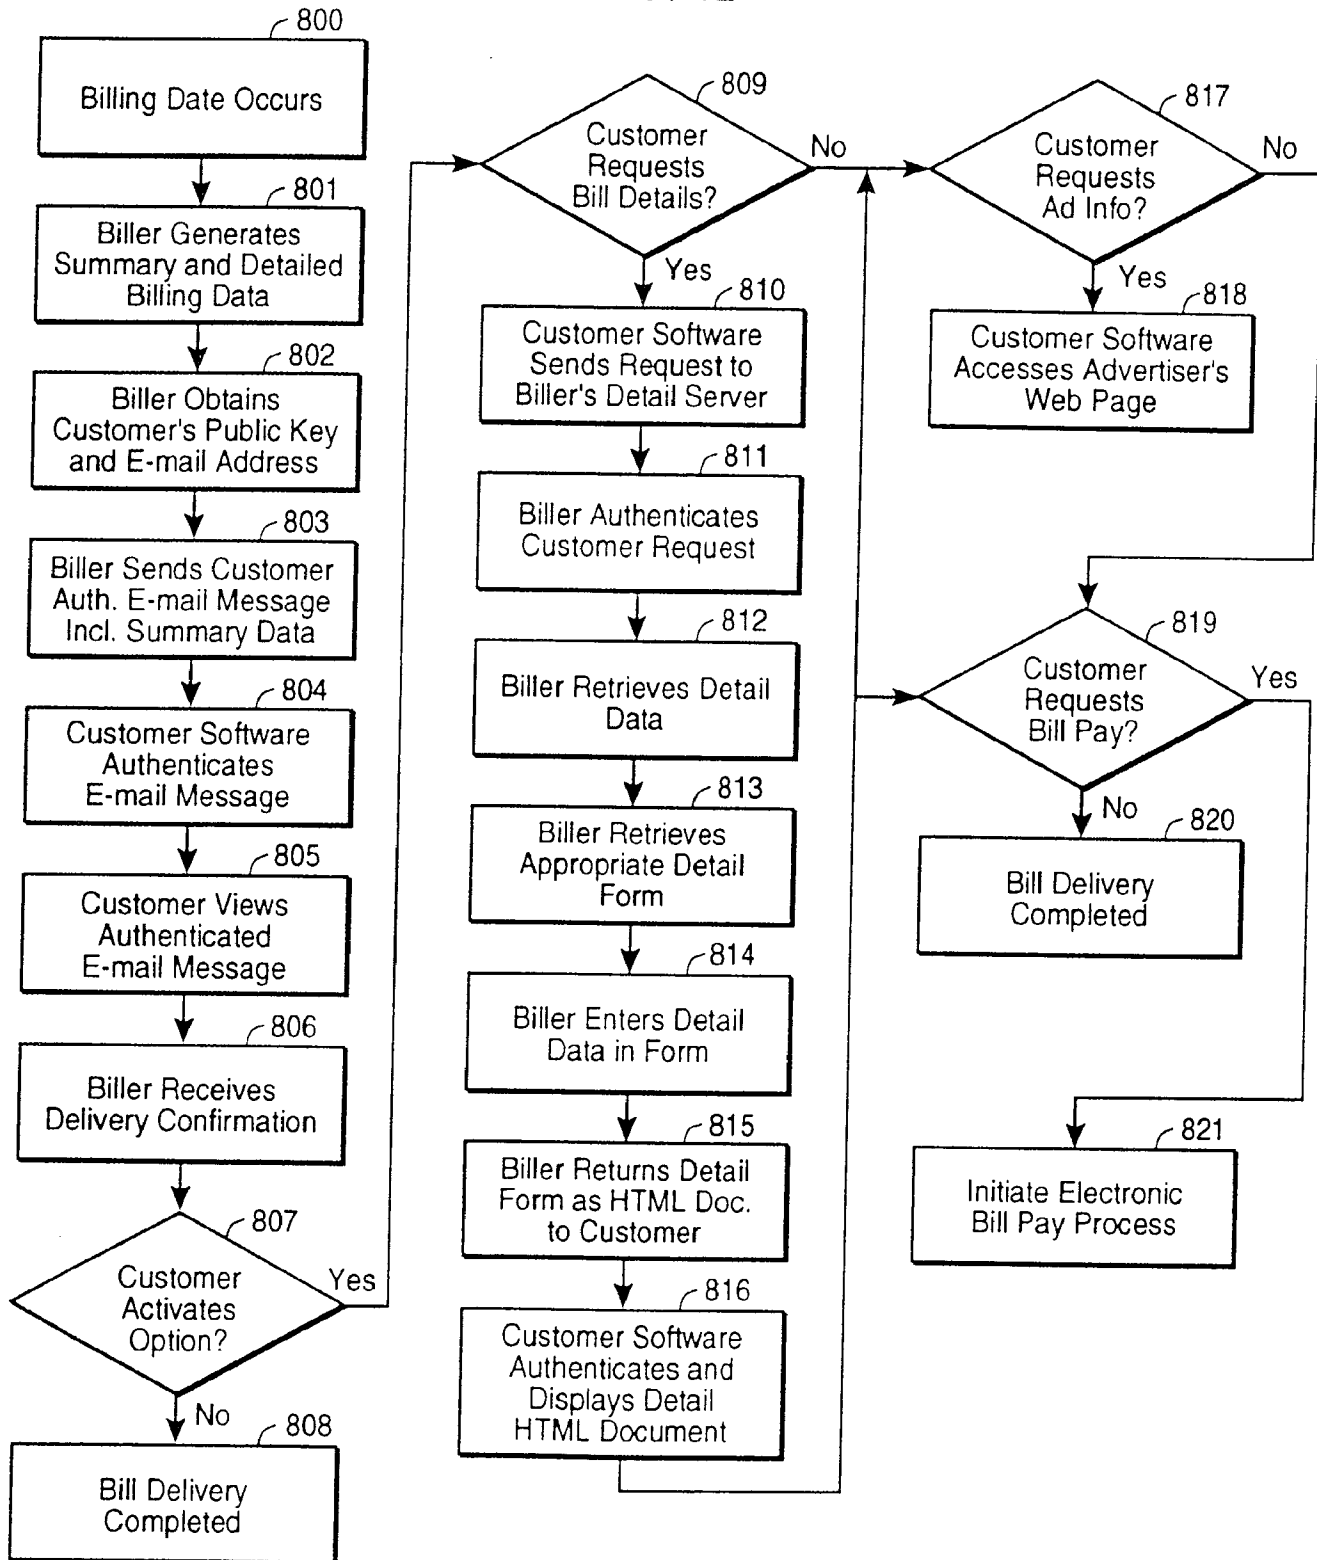 800
Billing Date Occurs
801
Biller Generates
Summary and Detailed
Billing Data
802
Biller Obtains
Customer's Public Key
and E-mail Address
803
Biller Sends Customer
Auth. E-mail Message
Incl. Summary Data
804
Customer Software
Authenticates
E-mail Message
805
Customer Views
Authenticated
E-mail Message
806
Biller Receives
Delivery Confirmation
807
Customer
Activates
Option?
Yes
No
808
Bill Delivery
Completed
809
Customer
Requests
Bill Details?
No
Yes
810
Customer Software
Sends Request to
Biller's Detail Server
811
Biller Authenticates
Customer Request
812
Biller Retrieves Detail
Data
813
Biller Retrieves
Appropriate Detail
Form
814
Biller Enters Detail
Data in Form
815
Biller Returns Detail
Form as HTML Doc.
to Customer
816
Customer Software
Authenticates and
Displays Detail
HTML Document
817
Customer
Requests
Ad Info?
No
Yes
818
Customer Software
Accesses Advertiser's
Web Page
819
Customer
Requests
Bill Pay?
Yes
No
820
Bill Delivery
Completed
821
Initiate Electronic
Bill Pay Process